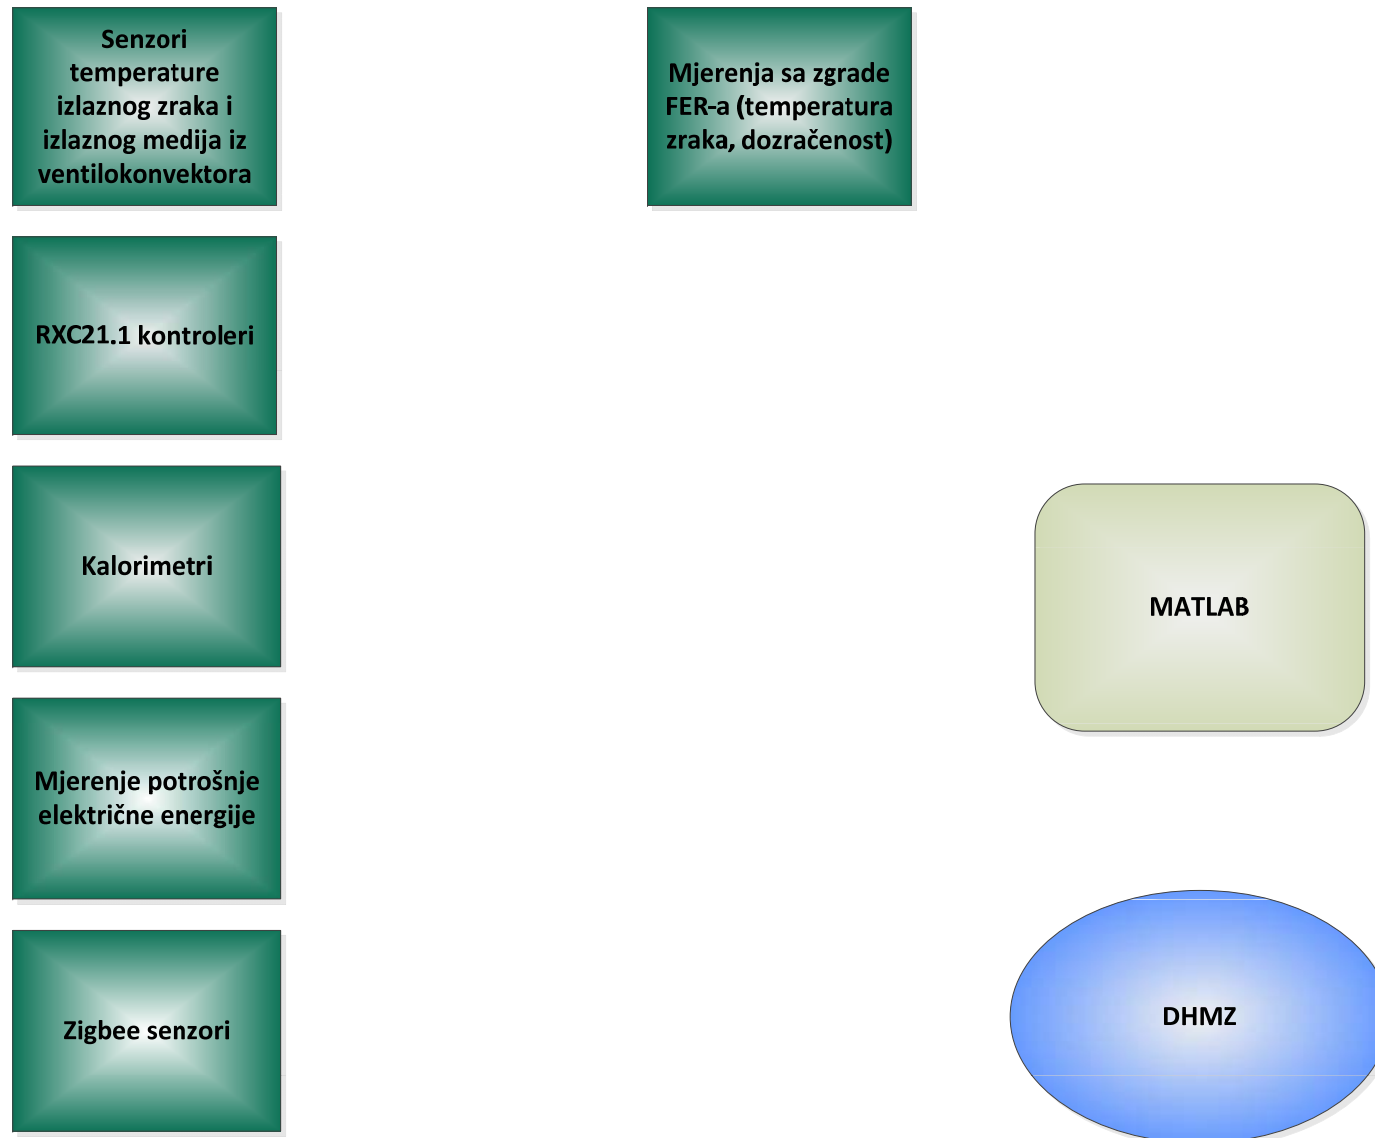 Senzori
temperature
izlaznog zraka i
izlaznog medija iz
ventilokonvektora
Mjerenja sa zgrade
FER-a (temperatura
zraka, dozračenost)
RXC21.1 kontroleri
Kalorimetri
MATLAB
Mjerenje potrošnje
električne energije
Zigbee senzori
DHMZ